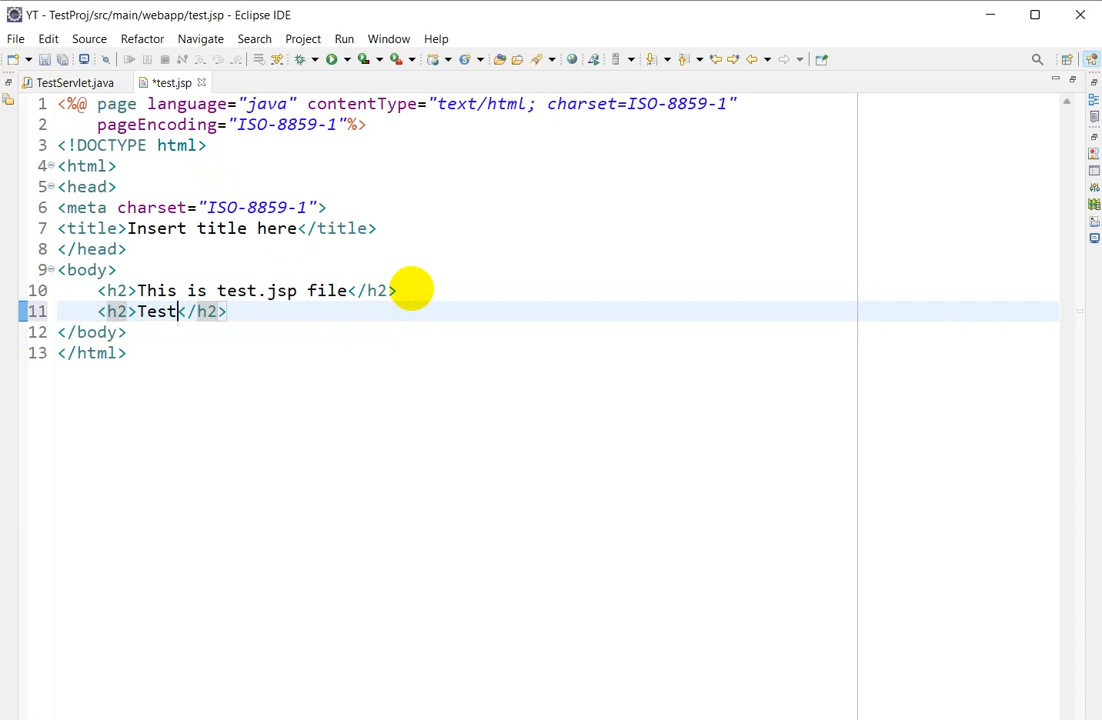 YT - TestProj/src/main/webapp/test.jsp - Eclipse IDE
File Edit Source Refactor Navigate Search Project Run Window Help
TestServlet.java *test.jsp
1 <%@ page language="java" contentType="text/html; charset=ISO-8859-1"
2 pageEncoding="ISO-8859-1"%>
3 <!DOCTYPE html>
4 <html>
5 <head>
6 <meta charset="ISO-8859-1">
7 <title>Insert title here</title>
8 </head>
9 <body>
10 <h2>This is test.jsp file</h2>
11 <h2>Test</h2>
12 </body>
13 </html>